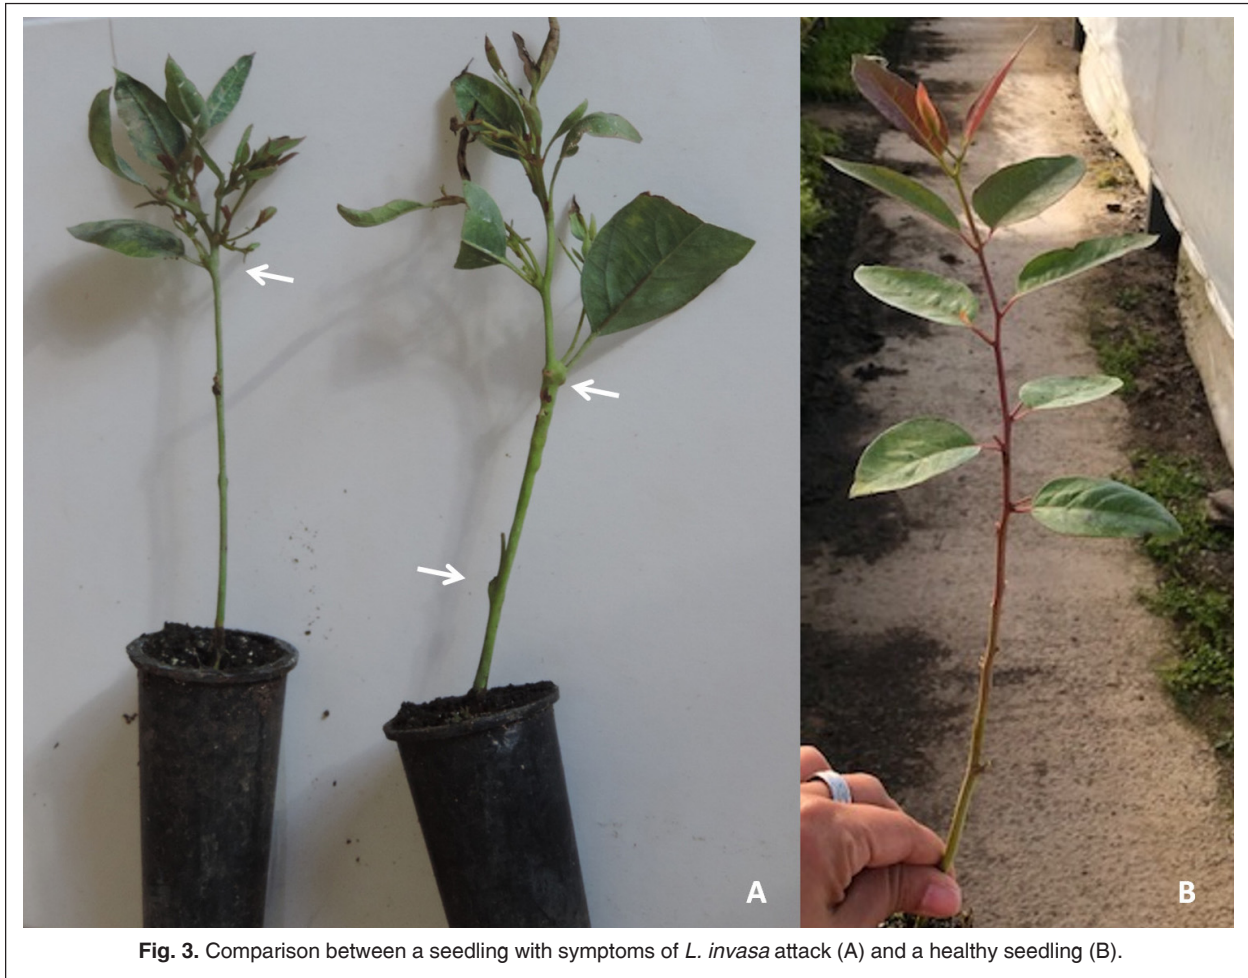 A
B
Fig. 3. Comparison between a seedling with symptoms of L. invasa attack (A) and a healthy seedling (B).